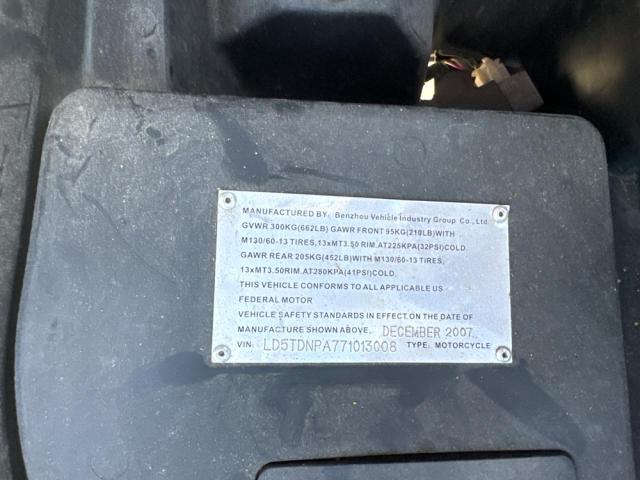 MANUFACTURED BY: Benzhou Vehicle Industry Group Co., Ltd.
GVWR 300KG(662LB) GAWR FRONT 95KG(210LB)WITH
M130/60-13 TIRES,13xMT3.50 RIM.AT225KPA(32PSI)COLD.
GAWR REAR 205KG(452LB)WITH M130/60-13 TIRES,
13xMT3.50RIM.AT280KPA(41PSI)COLD.
THIS VEHICLE CONFORMS TO ALL APPLICABLE US
FEDERAL MOTOR
VEHICLE SAFETY STANDARDS IN EFFECT ON THE DATE OF
MANUFACTURE SHOWN ABOVE. DECEMBER 2007
VIN: LD5TDNPA771013008 TYPE: MOTORCYCLE